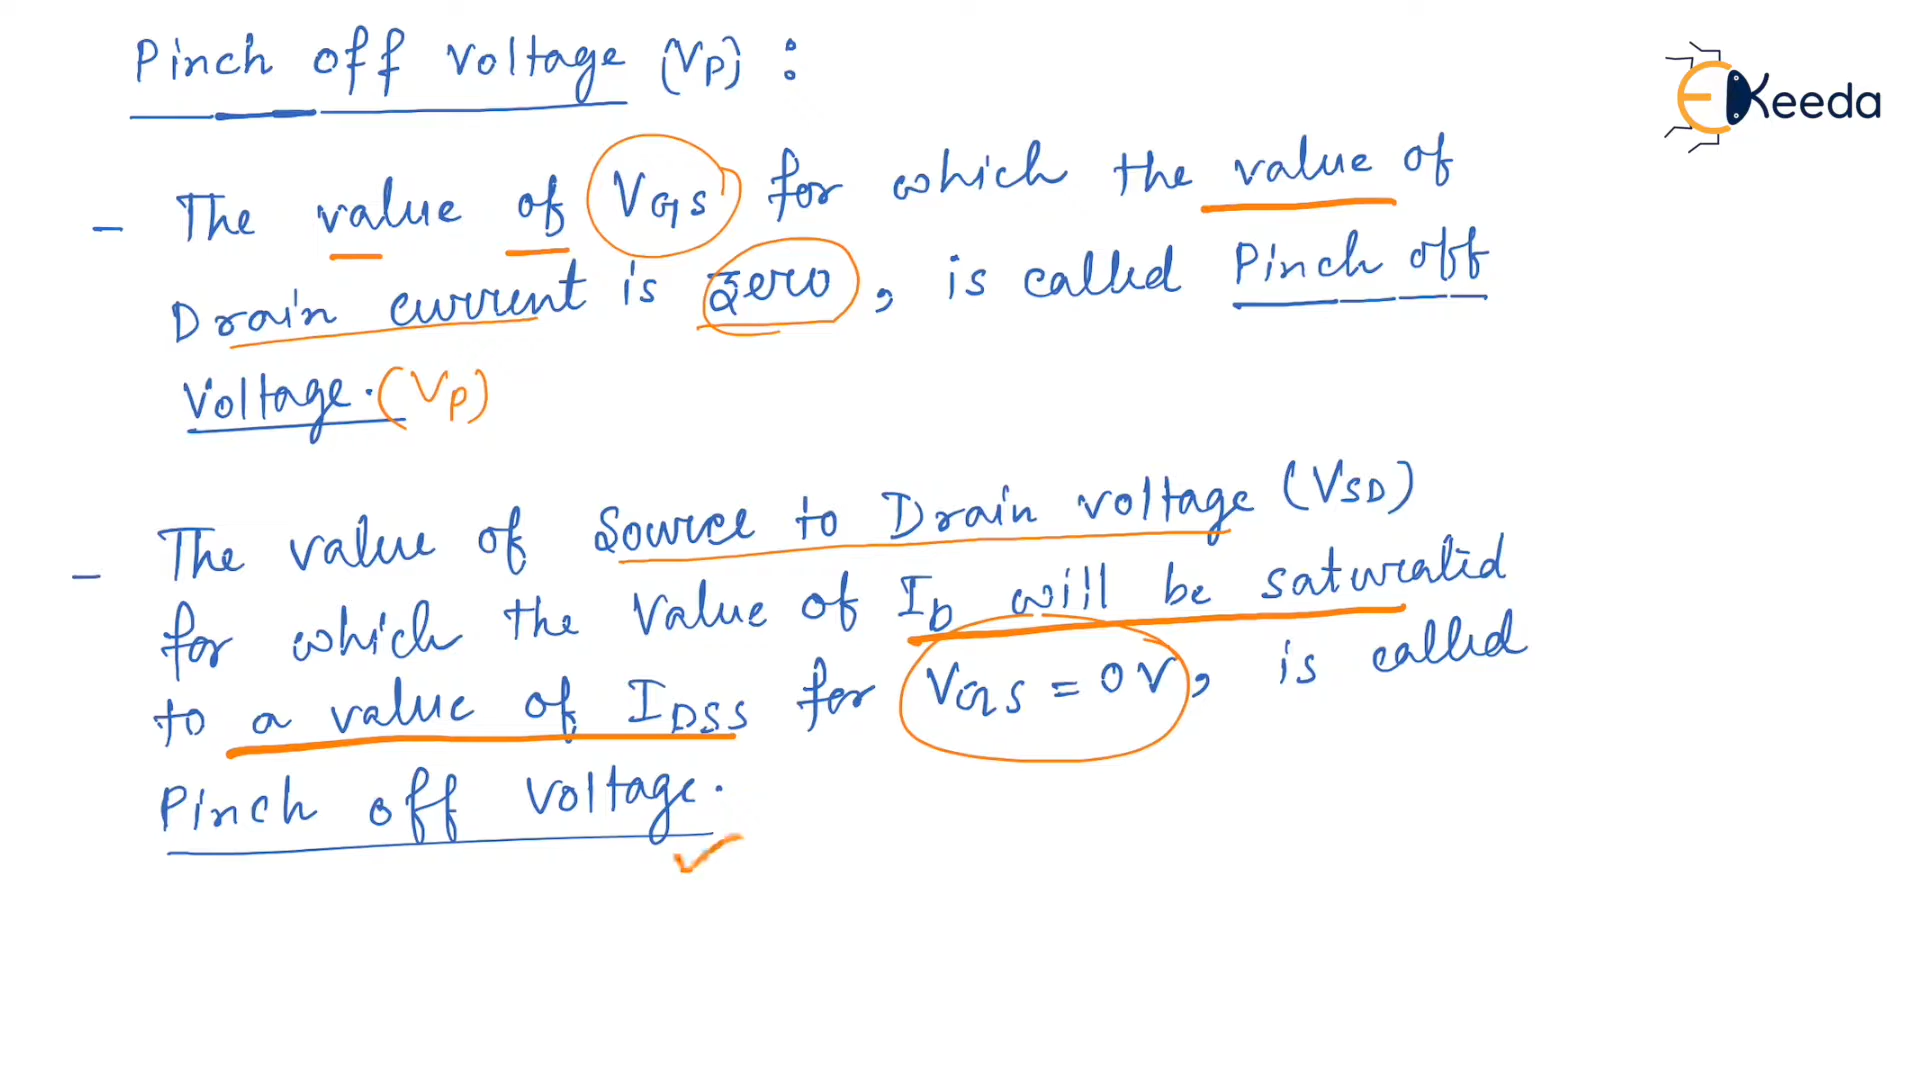 Pinch off Voltage (VP) :
EKeeda
- The value of VGS for which the value of
Drain current is zero, is called Pinch off
Voltage. (VP)
- The value of Source to Drain voltage (VSD)
for which the value of ID will be saturated
to a value of IDSS for VGS = 0V, is called
Pinch off voltage.